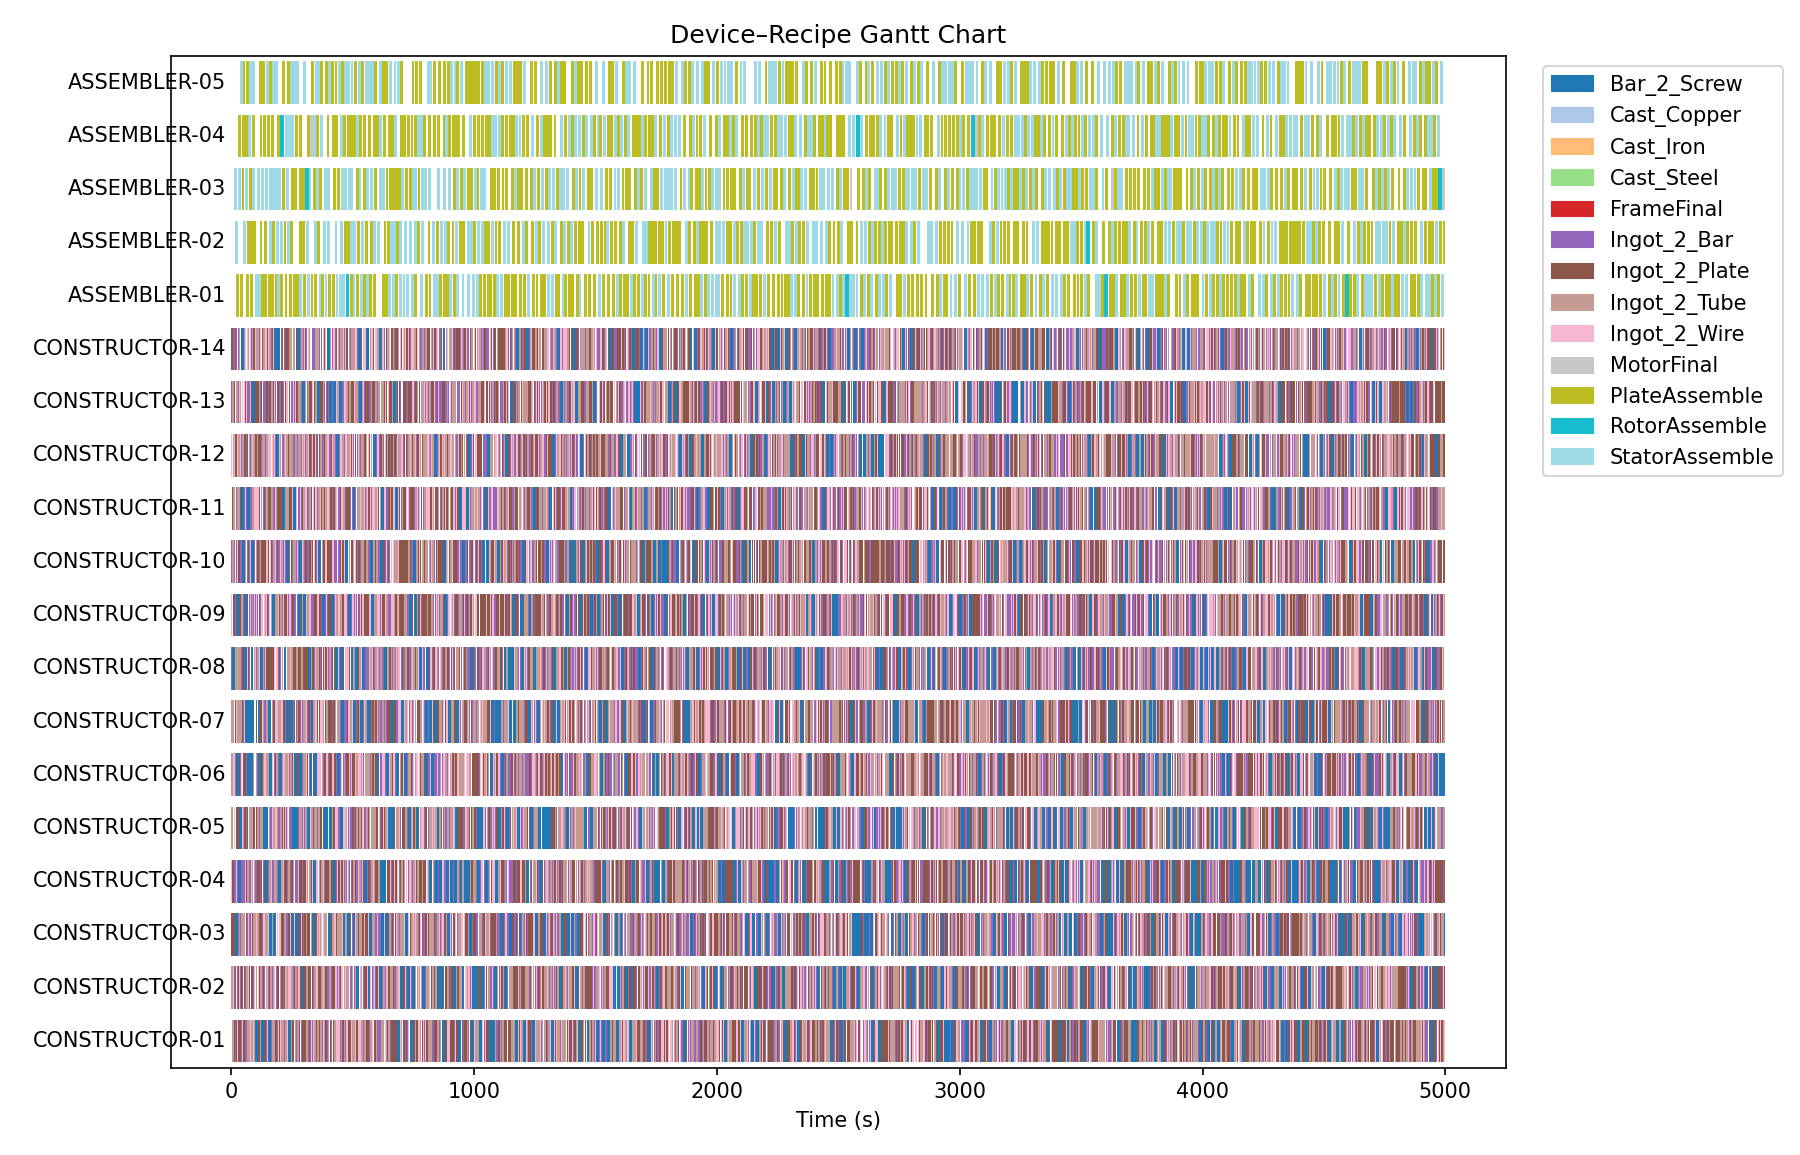 Device–Recipe Gantt Chart
ASSEMBLER-05
ASSEMBLER-04
ASSEMBLER-03
ASSEMBLER-02
ASSEMBLER-01
CONSTRUCTOR-14
CONSTRUCTOR-13
CONSTRUCTOR-12
CONSTRUCTOR-11
CONSTRUCTOR-10
CONSTRUCTOR-09
CONSTRUCTOR-08
CONSTRUCTOR-07
CONSTRUCTOR-06
CONSTRUCTOR-05
CONSTRUCTOR-04
CONSTRUCTOR-03
CONSTRUCTOR-02
CONSTRUCTOR-01
0 1000 2000 3000 4000 5000
Time (s)
Bar_2_Screw
Cast_Copper
Cast_Iron
Cast_Steel
FrameFinal
Ingot_2_Bar
Ingot_2_Plate
Ingot_2_Tube
Ingot_2_Wire
MotorFinal
PlateAssemble
RotorAssemble
StatorAssemble